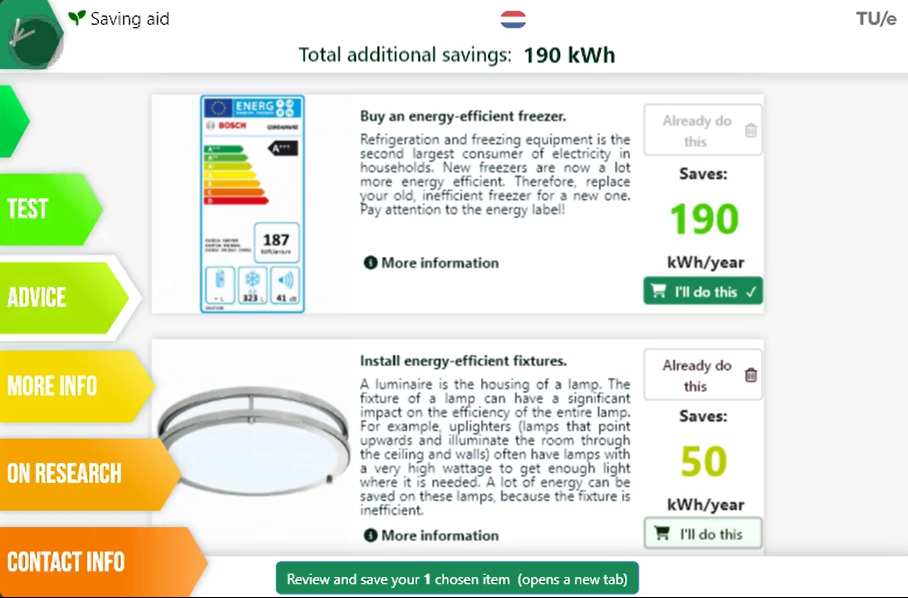 Saving aid
TU/e
Total additional savings: 190 kWh
TEST
ADVICE
MORE INFO
ON RESEARCH
CONTACT INFO
ENERG
BOSCH
A+++
187
323 L
41 dB
Buy an energy-efficient freezer.
Refrigeration and freezing equipment is the
second largest consumer of electricity in
households. New freezers are now a lot
more energy efficient. Therefore, replace
your old, inefficient freezer for a new one.
Pay attention to the energy label!
More information
Already do
this
Saves:
190
kWh/year
I'll do this ✓
Install energy-efficient fixtures.
A luminaire is the housing of a lamp. The
fixture of a lamp can have a significant
impact on the efficiency of the entire lamp.
For example, uplighters (lamps that point
upwards and illuminate the room through
the ceiling and walls) often have lamps with
a very high wattage to get enough light
where it is needed. A lot of energy can be
saved on these lamps, because the fixture is
inefficient.
More information
Already do
this
Saves:
50
kWh/year
I'll do this
Review and save your 1 chosen item (opens a new tab)